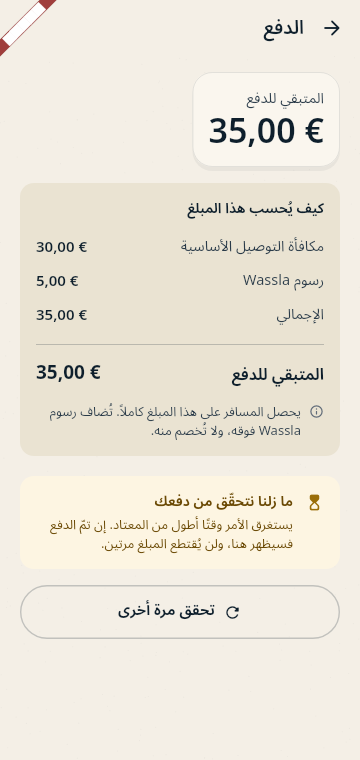 الدفع
المتبقي للدفع
35,00 €
كيف يُحسب هذا المبلغ
مكافأة التوصيل الأساسية 30,00 €
رسوم Wassla 5,00 €
الإجمالي 35,00 €
المتبقي للدفع 35,00 €
يحصل المسافر على هذا المبلغ كاملاً. تُضاف رسوم
Wassla فوقه، ولا تُخصم منه.
ما زلنا نتحقّق من دفعك
يستغرق الأمر وقتًا أطول من المعتاد. إن تمّ الدفع
فسيظهر هنا، ولن يُقتطع المبلغ مرتين.
تحقق مرة أخرى